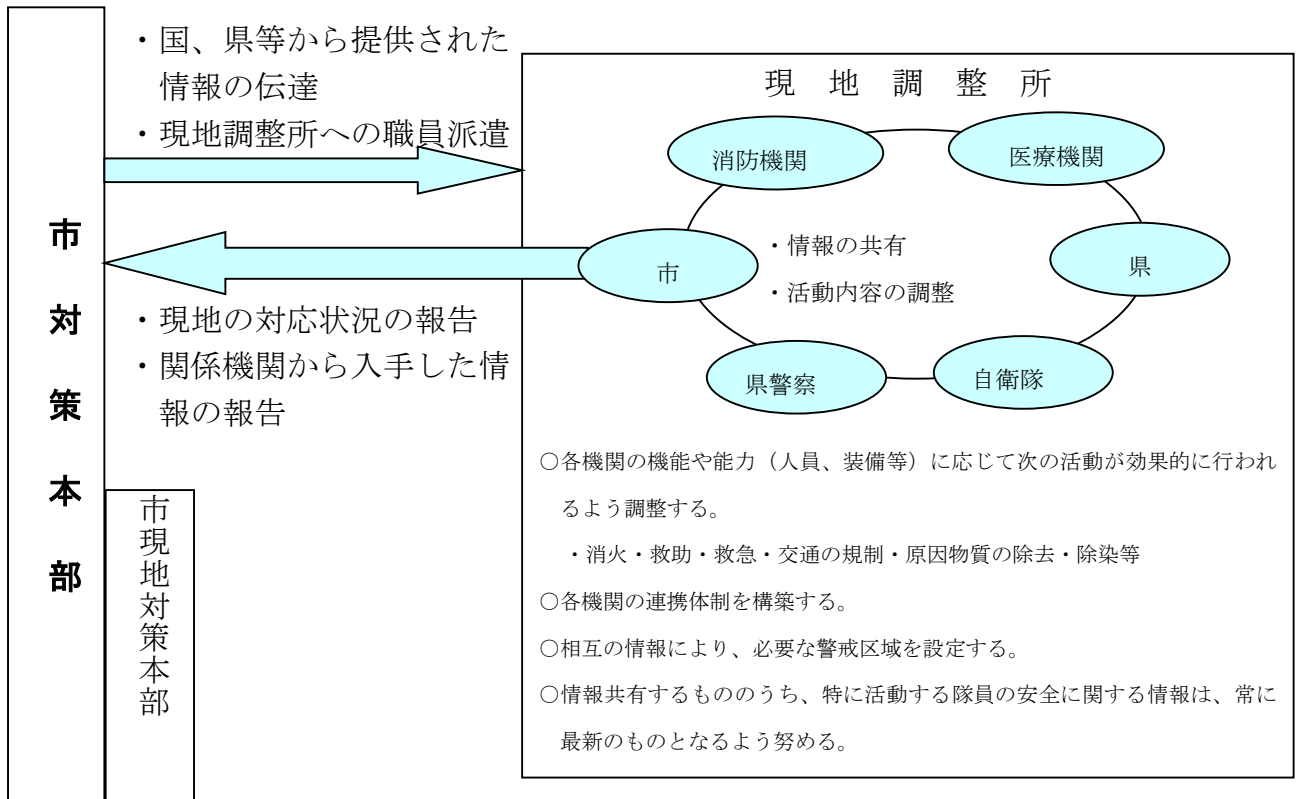 市対策本部
・国、県等から提供された
情報の伝達
・現地調整所への職員派遣
・現地の対応状況の報告
・関係機関から入手した情
報の報告
市現地対策本部
現地調整所
消防機関
医療機関
市
・情報の共有
・活動内容の調整
県
県警察
自衛隊
○各機関の機能や能力（人員、装備等）に応じて次の活動が効果的に行われ
るよう調整する。
・消火・救助・救急・交通の規制・原因物質の除去・除染等
○各機関の連携体制を構築する。
○相互の情報により、必要な警戒区域を設定する。
○情報共有するもののうち、特に活動する隊員の安全に関する情報は、常に
最新のものとなるよう努める。